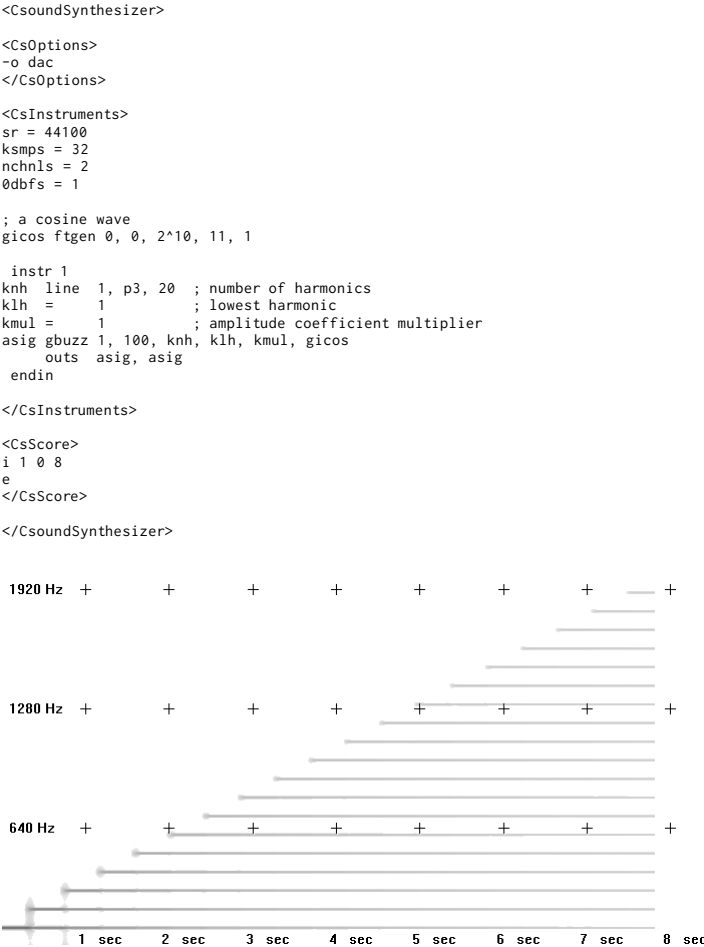 <CsoundSynthesizer>
<CsOptions>
-o dac
</CsOptions>
<CsInstruments>
sr = 44100
ksmps = 32
nchnls = 2
0dbfs = 1
; a cosine wave
gicos ftgen 0, 0, 2^10, 11, 1
instr 1
knh line 1, p3, 20 ; number of harmonics
klh = 1 ; lowest harmonic
kmul = 1 ; amplitude coefficient multiplier
asig gbuzz 1, 100, knh, klh, kmul, gicos
outs asig, asig
endin
</CsInstruments>
<CsScore>
i 1 0 8
e
</CsScore>
</CsoundSynthesizer>
1920 Hz
1280 Hz
640 Hz
1 sec 2 sec 3 sec 4 sec 5 sec 6 sec 7 sec 8 sec